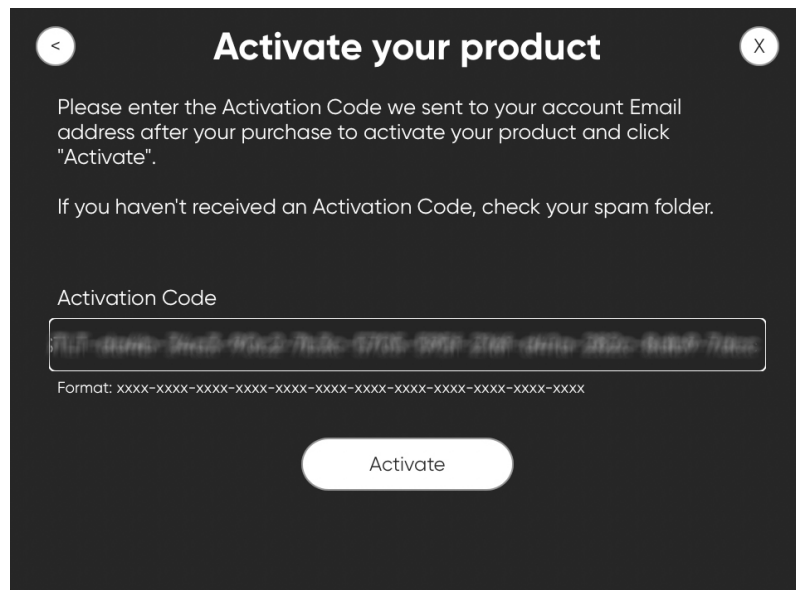 <
Activate your product
X
Please enter the Activation Code we sent to your account Email
address after your purchase to activate your product and click
"Activate".
If you haven't received an Activation Code, check your spam folder.
Activation Code
Format: xxxx-xxxx-xxxx-xxxx-xxxx-xxxx-xxxx-xxxx-xxxx-xxxx-xxxx-xxxx
Activate